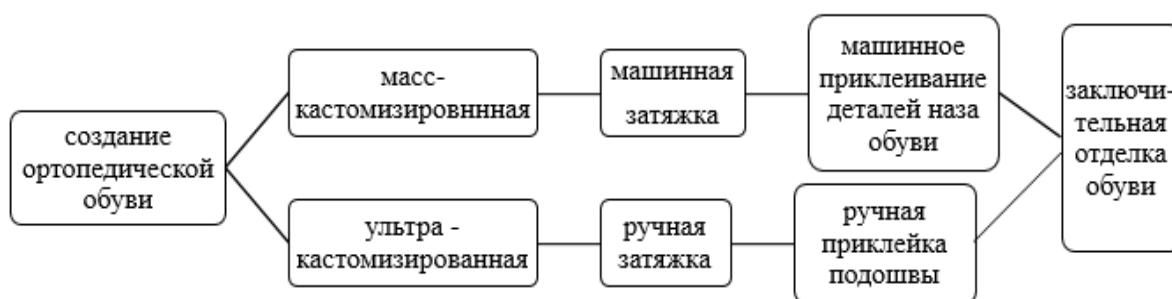 создание
ортопедической
обуви
масс-
кастомизировннная
машинная
затяжка
машинное
приклеивание
деталей наза
обуви
ультра -
кастомизированная
ручная
затяжка
ручная
приклейка
подошвы
заключи-
тельная
отделка
обуви